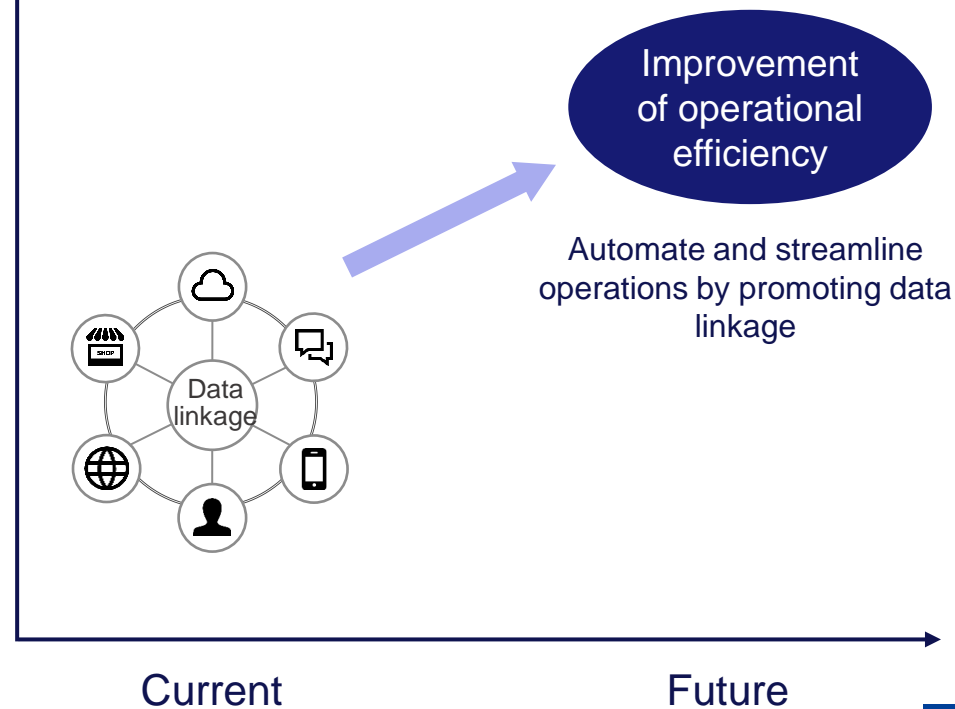 Improvement
of operational
efficiency
Automate and streamline
operations by promoting data
linkage
SHOP
Data
linkage
Current
Future